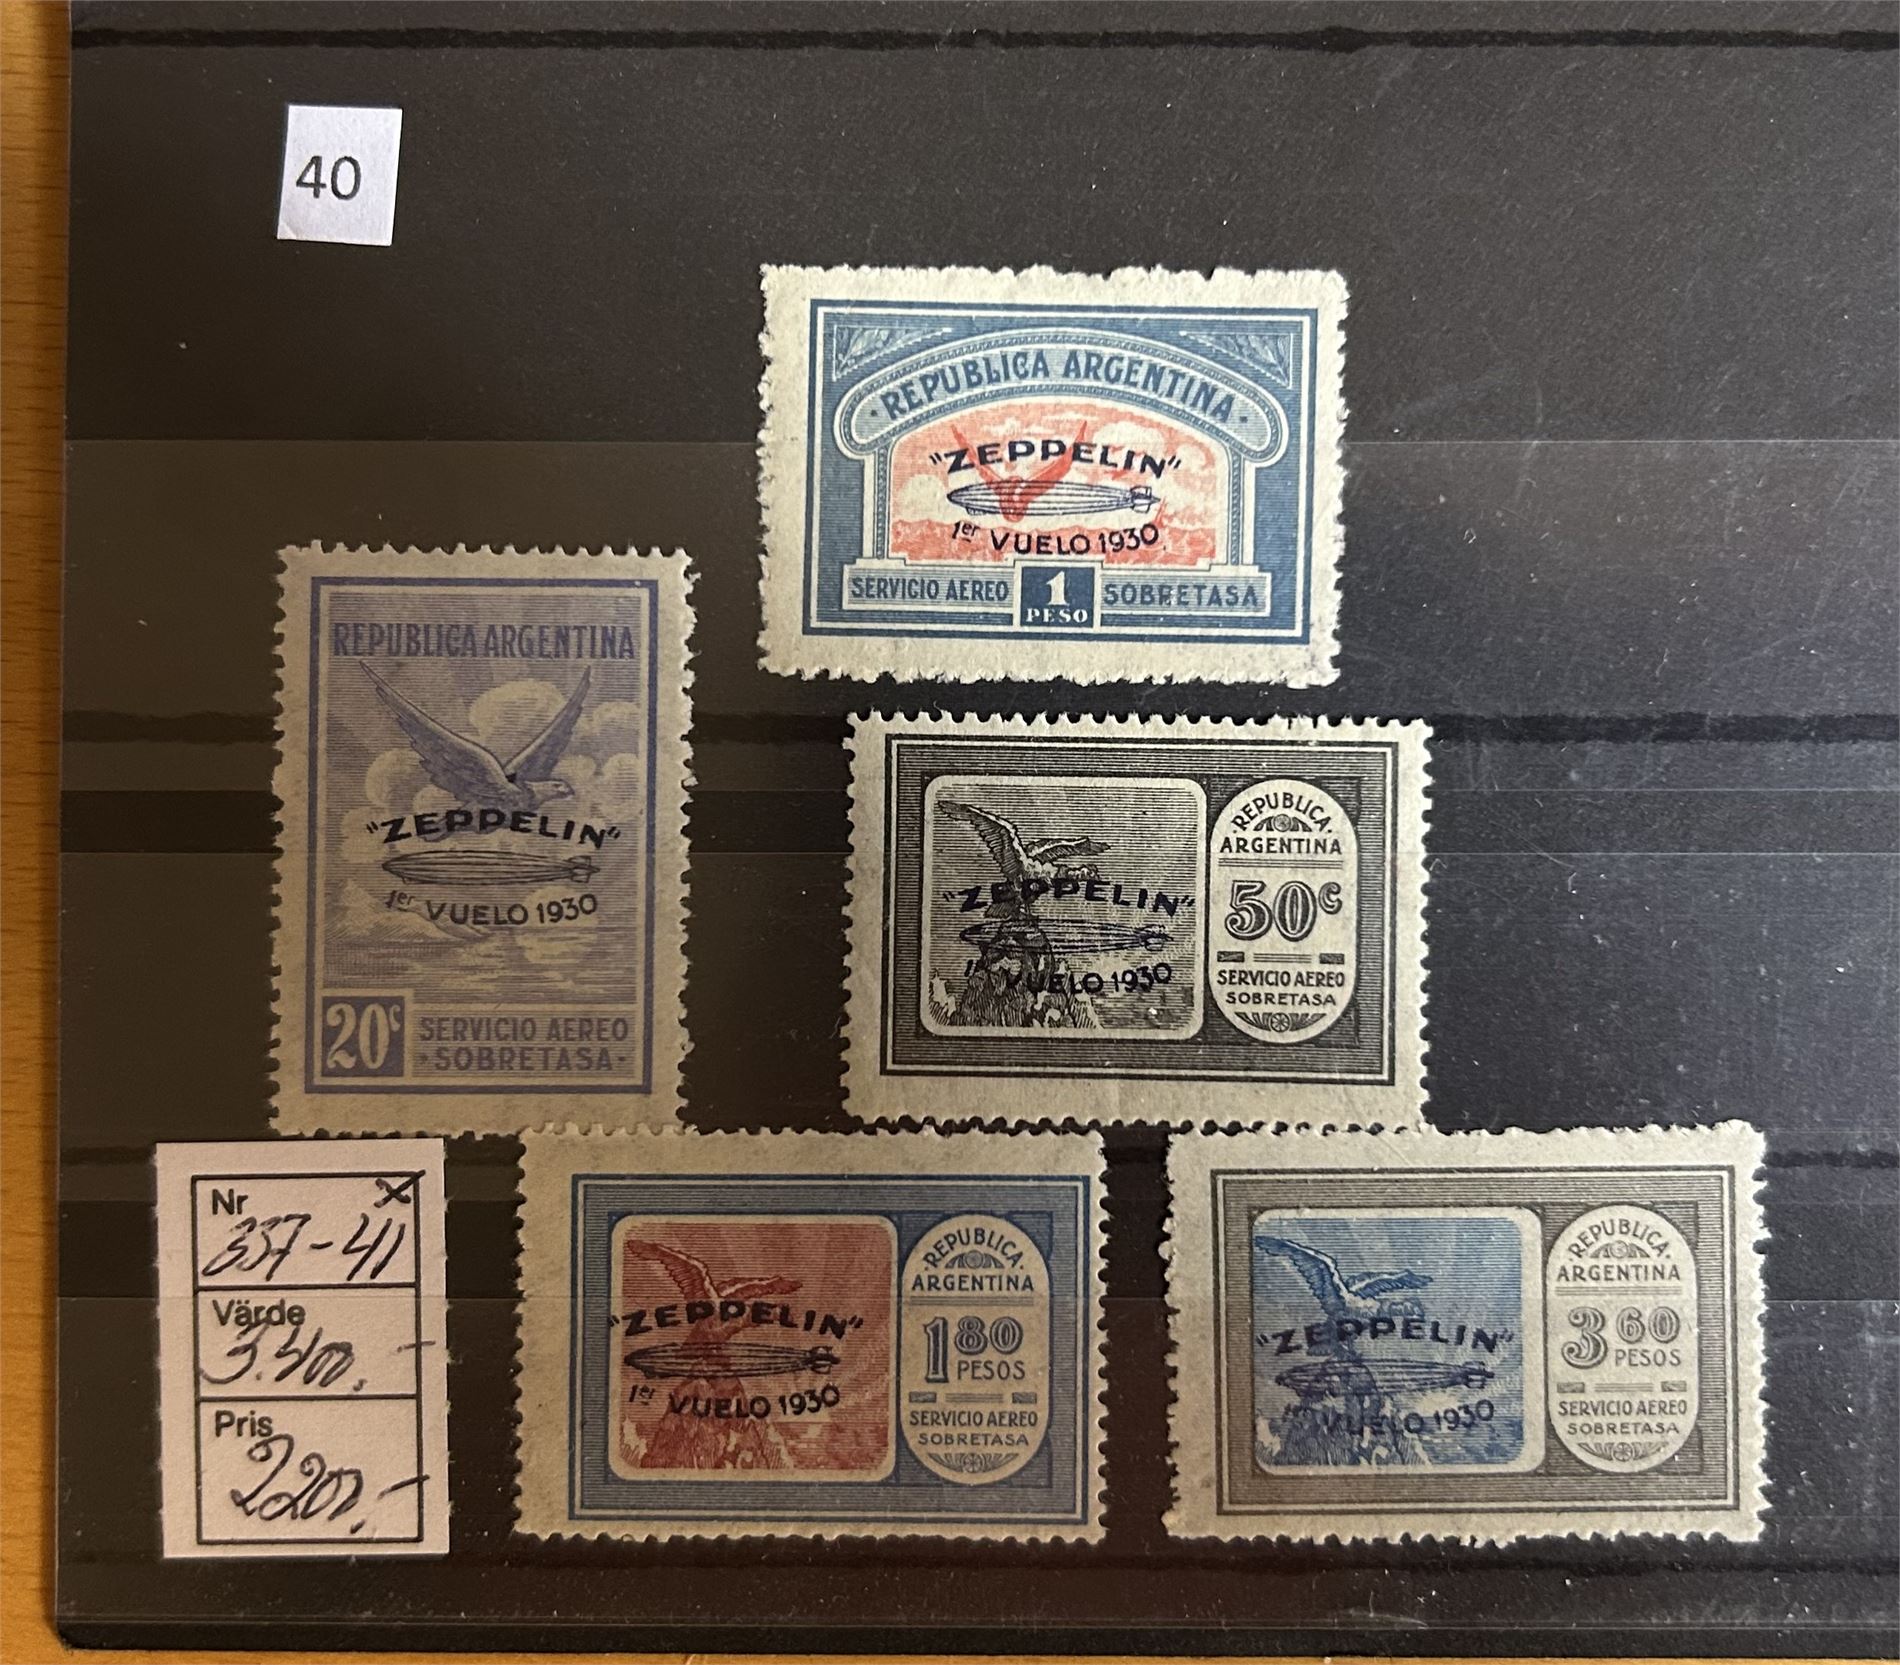 40
REPUBLICA ARGENTINA
"ZEPPELIN"
1er VUELO 1930
SERVICIO AEREO 1 PESO SOBRETASA
REPUBLICA ARGENTINA
"ZEPPELIN"
1er VUELO 1930
20c SERVICIO AEREO
SOBRETASA
REPUBLICA
ARGENTINA
50c
SERVICIO AEREO
SOBRETASA
"ZEPPELIN"
1er VUELO 1930
Nr x
337-41
Värde
3.400.-
Pris
2200.-
REPUBLICA
ARGENTINA
1 80
PESOS
SERVICIO AEREO
SOBRETASA
"ZEPPELIN"
1er VUELO 1930
REPUBLICA
ARGENTINA
3 60
PESOS
SERVICIO AEREO
SOBRETASA
"ZEPPELIN"
1er VUELO 1930